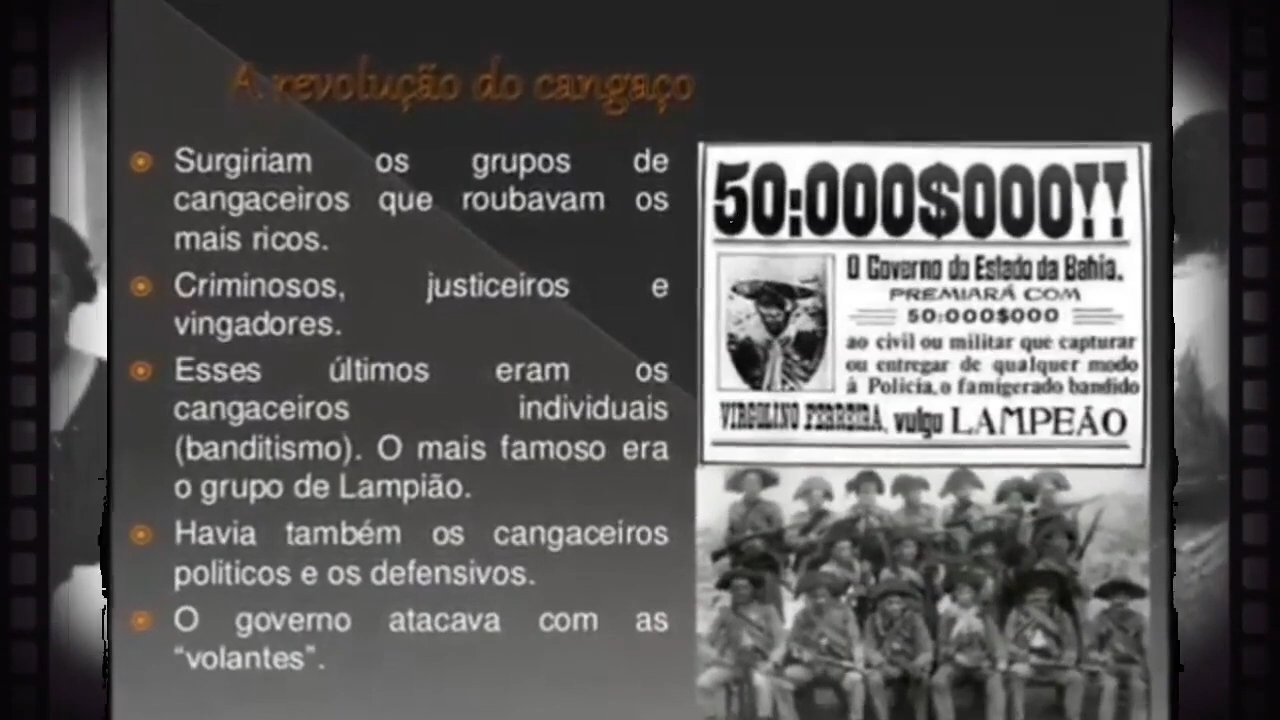 A revolução do cangaço
Surgiriam os grupos de
cangaceiros que roubavam os
mais ricos.
Criminosos, justiceiros e
vingadores.
Esses últimos eram os
cangaceiros individuais
(banditismo). O mais famoso era
o grupo de Lampião.
Havia também os cangaceiros
políticos e os defensivos.
O governo atacava com as
“volantes”.
50:000$000!!
O Governo do Estado da Bahia,
PREMIARÁ COM
50:000$000
ao civil ou militar que capturar
ou entregar de qualquer modo
à Policia, o famigerado bandido
VIRGOLINO FERREIRA, vulgo LAMPEÃO